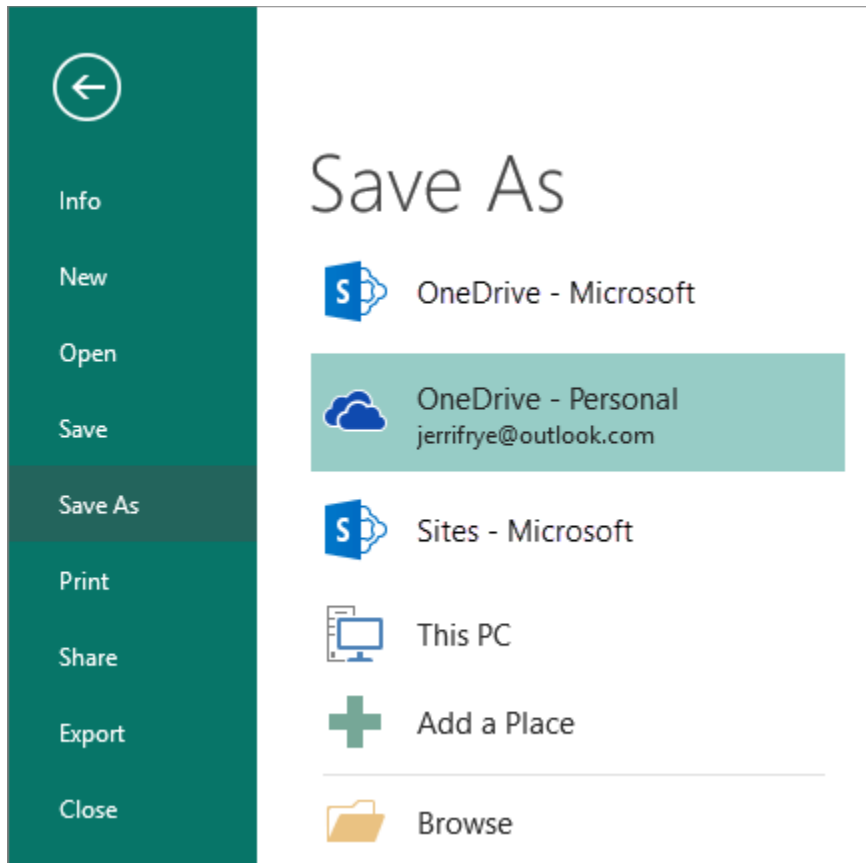 Info
New
Open
Save
Save As
Print
Share
Export
Close
Save As
S
OneDrive - Microsoft
OneDrive - Personal
jerrifrye@outlook.com
S
Sites - Microsoft
This PC
Add a Place
Browse